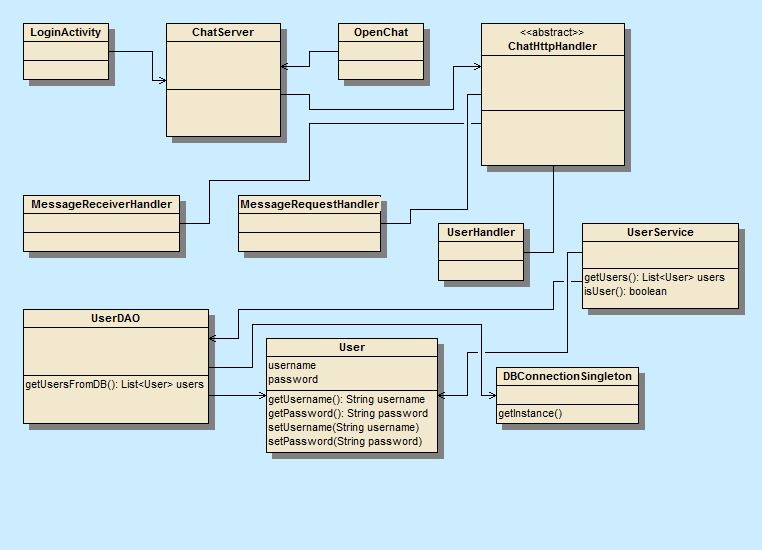 LoginActivity
ChatServer
OpenChat
<<abstract>>
ChatHttpHandler
MessageReceiverHandler
MessageRequestHandler
UserHandler
UserService
getUsers(): List<User> users
isUser(): boolean
UserDAO
getUsersFromDB(): List<User> users
User
username
password
getUsername(): String username
getPassword(): String password
setUsername(String username)
setPassword(String password)
DBConnectionSingleton
getInstance()